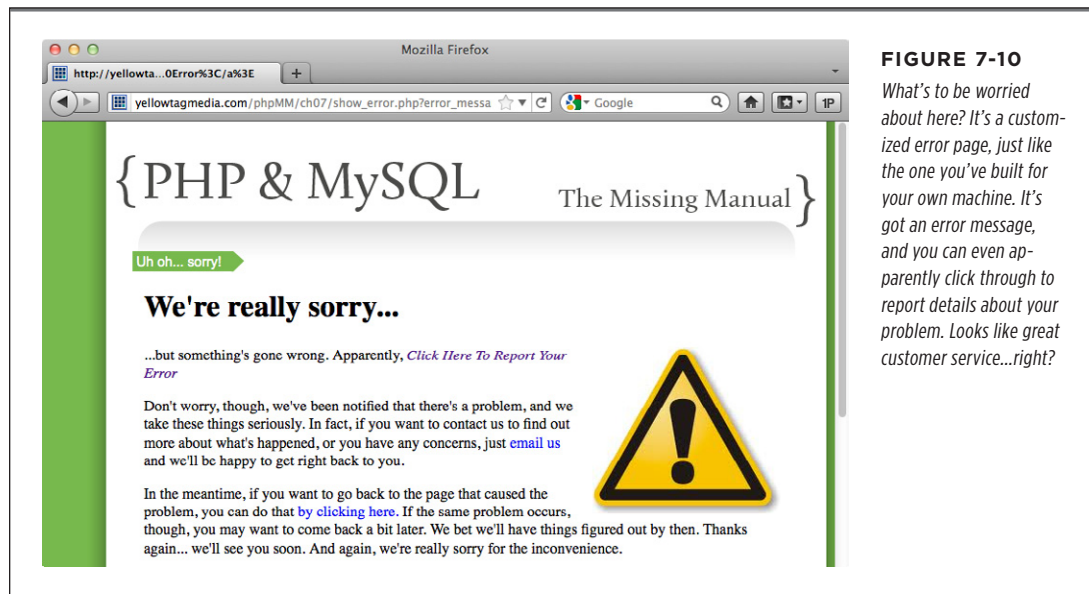 Mozilla Firefox
http://yellowta...0Error%3C/a%3E
+
yellowtagmedia.com/phpMM/ch07/show_error.php?error_messa
Google
1P
{PHP & MySQL
The Missing Manual}
Uh oh... sorry!
We're really sorry...
...but something's gone wrong. Apparently, Click Here To Report Your
Error
Don't worry, though, we've been notified that there's a problem, and we
take these things seriously. In fact, if you want to contact us to find out
more about what's happened, or you have any concerns, just email us
and we'll be happy to get right back to you.
In the meantime, if you want to go back to the page that caused the
problem, you can do that by clicking here. If the same problem occurs,
though, you may want to come back a bit later. We bet we'll have things figured out by then. Thanks
again... we'll see you soon. And again, we're really sorry for the inconvenience.
FIGURE 7-10
What's to be worried
about here? It's a custom-
ized error page, just like
the one you've built for
your own machine. It's
got an error message,
and you can even ap-
parently click through to
report details about your
problem. Looks like great
customer service...right?